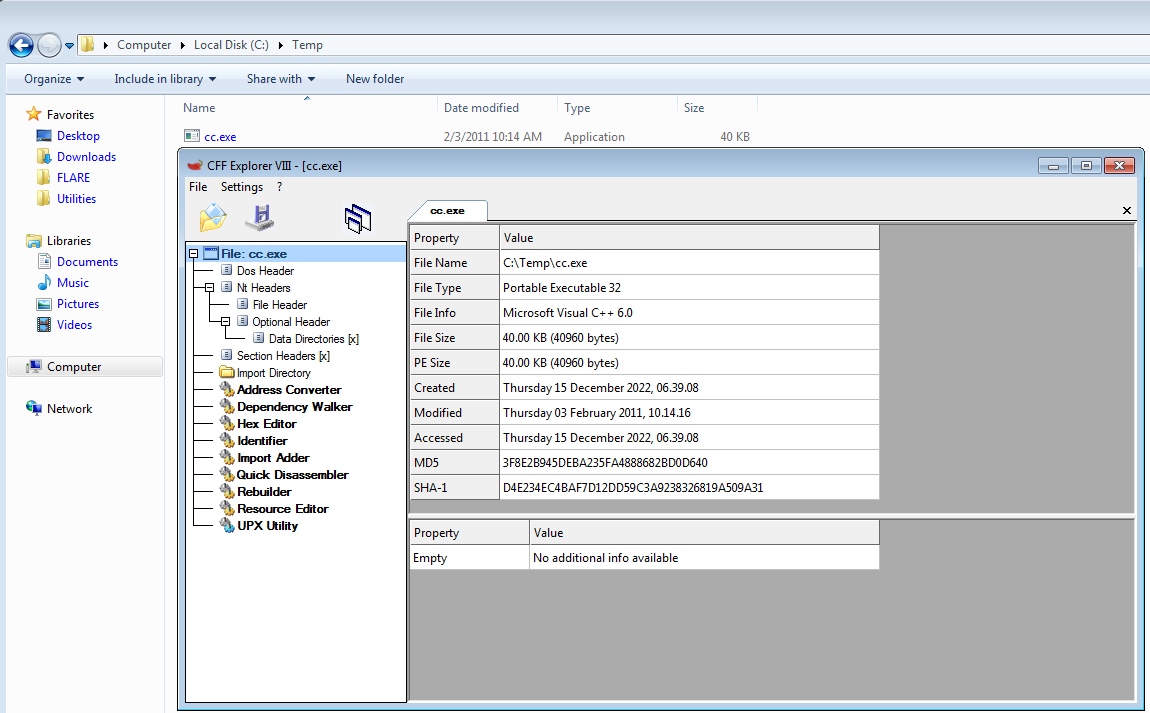 Computer Local Disk (C:) Temp
Organize Include in library Share with New folder
Favorites
Desktop
Downloads
FLARE
Utilities
Libraries
Documents
Music
Pictures
Videos
Computer
Network
Name Date modified Type Size
cc.exe 2/3/2011 10:14 AM Application 40 KB
CFF Explorer VIII - [cc.exe]
File Settings ?
File: cc.exe
Dos Header
Nt Headers
File Header
Optional Header
Data Directories [x]
Section Headers [x]
Import Directory
Address Converter
Dependency Walker
Hex Editor
Identifier
Import Adder
Quick Disassembler
Rebuilder
Resource Editor
UPX Utility
cc.exe
Property Value
File Name C:\Temp\cc.exe
File Type Portable Executable 32
File Info Microsoft Visual C++ 6.0
File Size 40.00 KB (40960 bytes)
PE Size 40.00 KB (40960 bytes)
Created Thursday 15 December 2022, 06.39.08
Modified Thursday 03 February 2011, 10.14.16
Accessed Thursday 15 December 2022, 06.39.08
MD5 3F8E2B945DEBA235FA4888682BD0D640
SHA-1 D4E234EC4BAF7D12DD59C3A9238326819A509A31
Property Value
Empty No additional info available